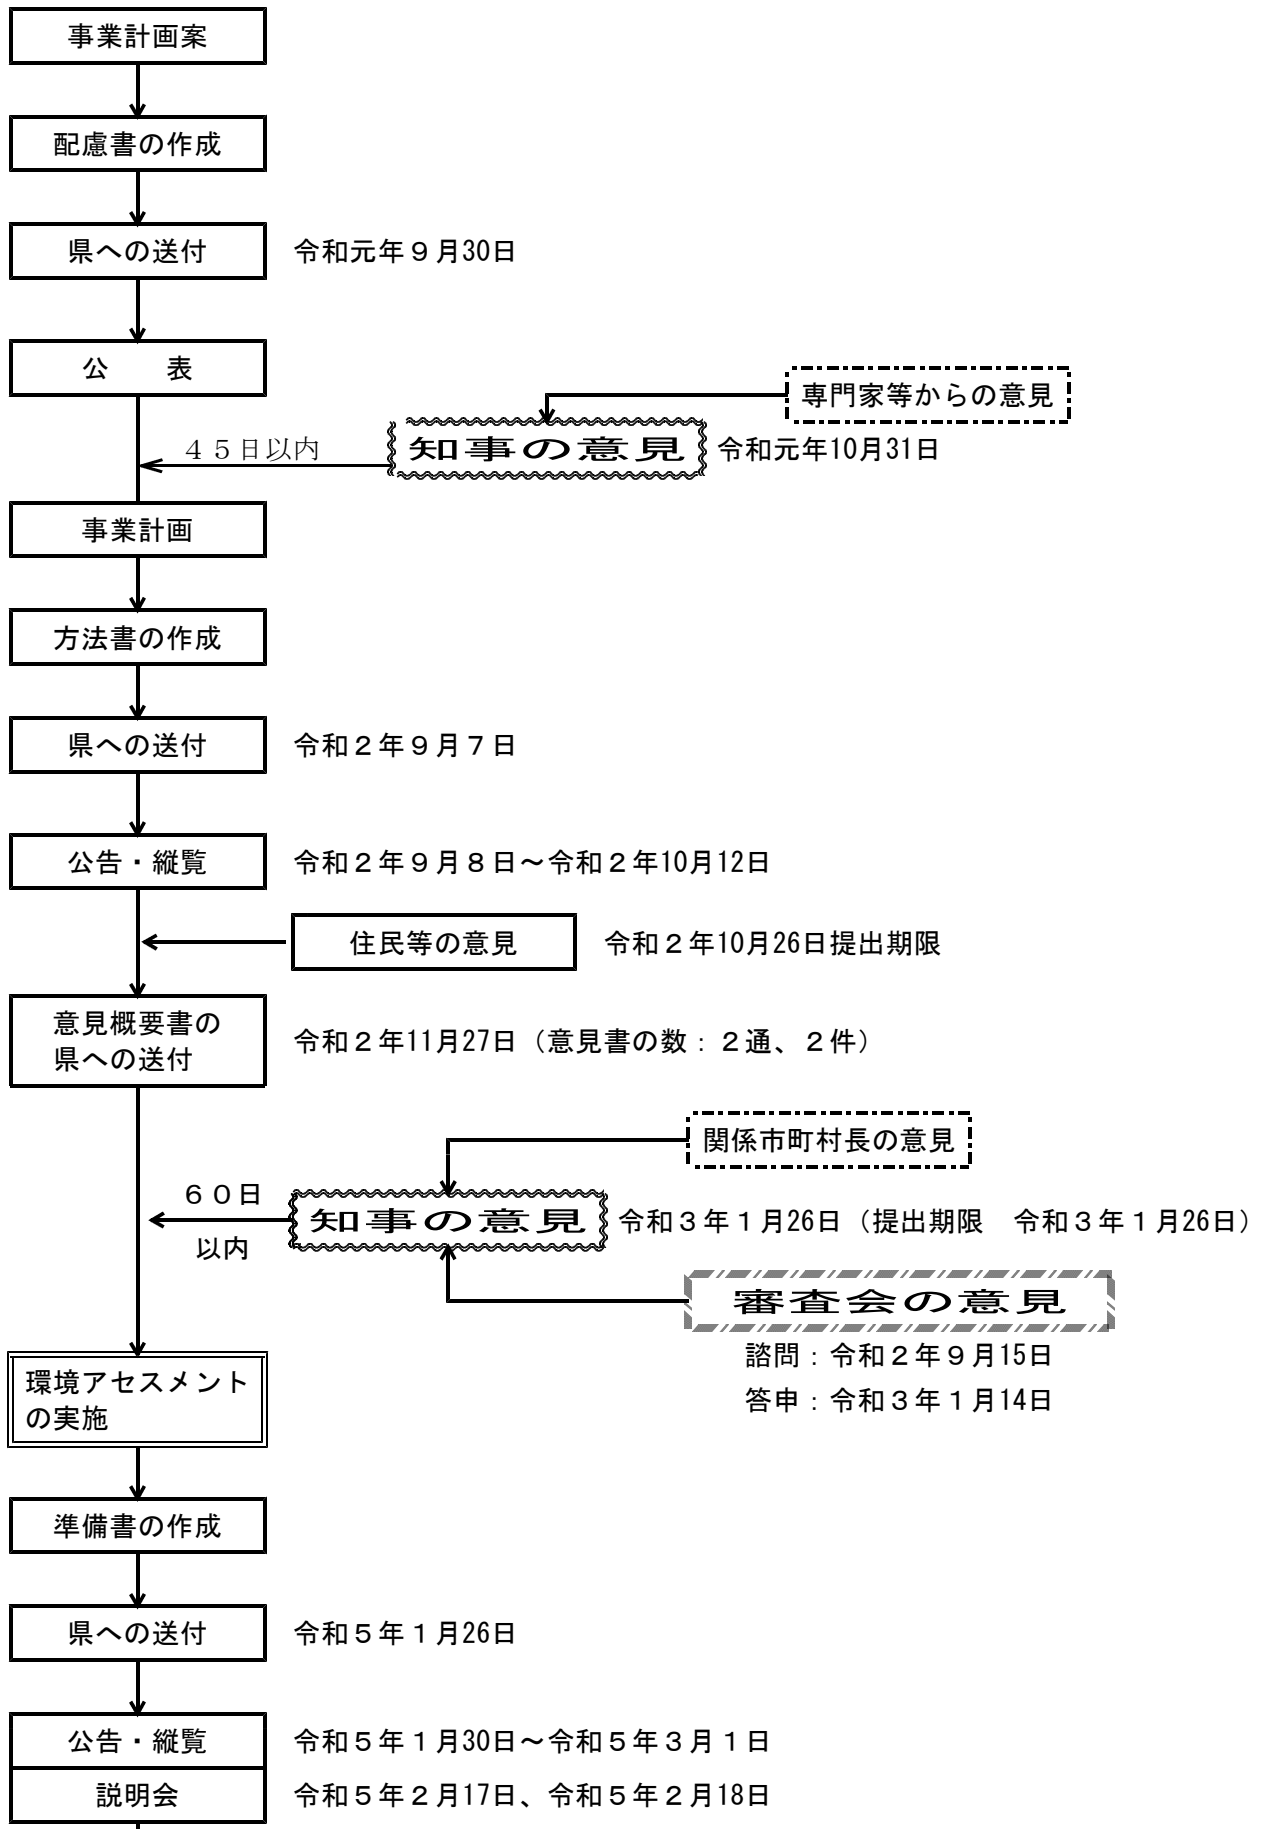 事業計画案
配慮書の作成
県への送付
令和元年９月30日
公　　表
専門家等からの意見
４５日以内
知事の意見
令和元年10月31日
事業計画
方法書の作成
県への送付
令和２年９月７日
公告・縦覧
令和２年９月８日～令和２年10月12日
住民等の意見
令和２年10月26日提出期限
意見概要書の
県への送付
令和２年11月27日（意見書の数：２通、２件）
関係市町村長の意見
６０日
以内
知事の意見
令和３年１月26日（提出期限　令和３年１月26日）
審査会の意見
諮問：令和２年９月15日
答申：令和３年１月14日
環境アセスメント
の実施
準備書の作成
県への送付
令和５年１月26日
公告・縦覧
令和５年１月30日～令和５年３月１日
説明会
令和５年２月17日、令和５年２月18日